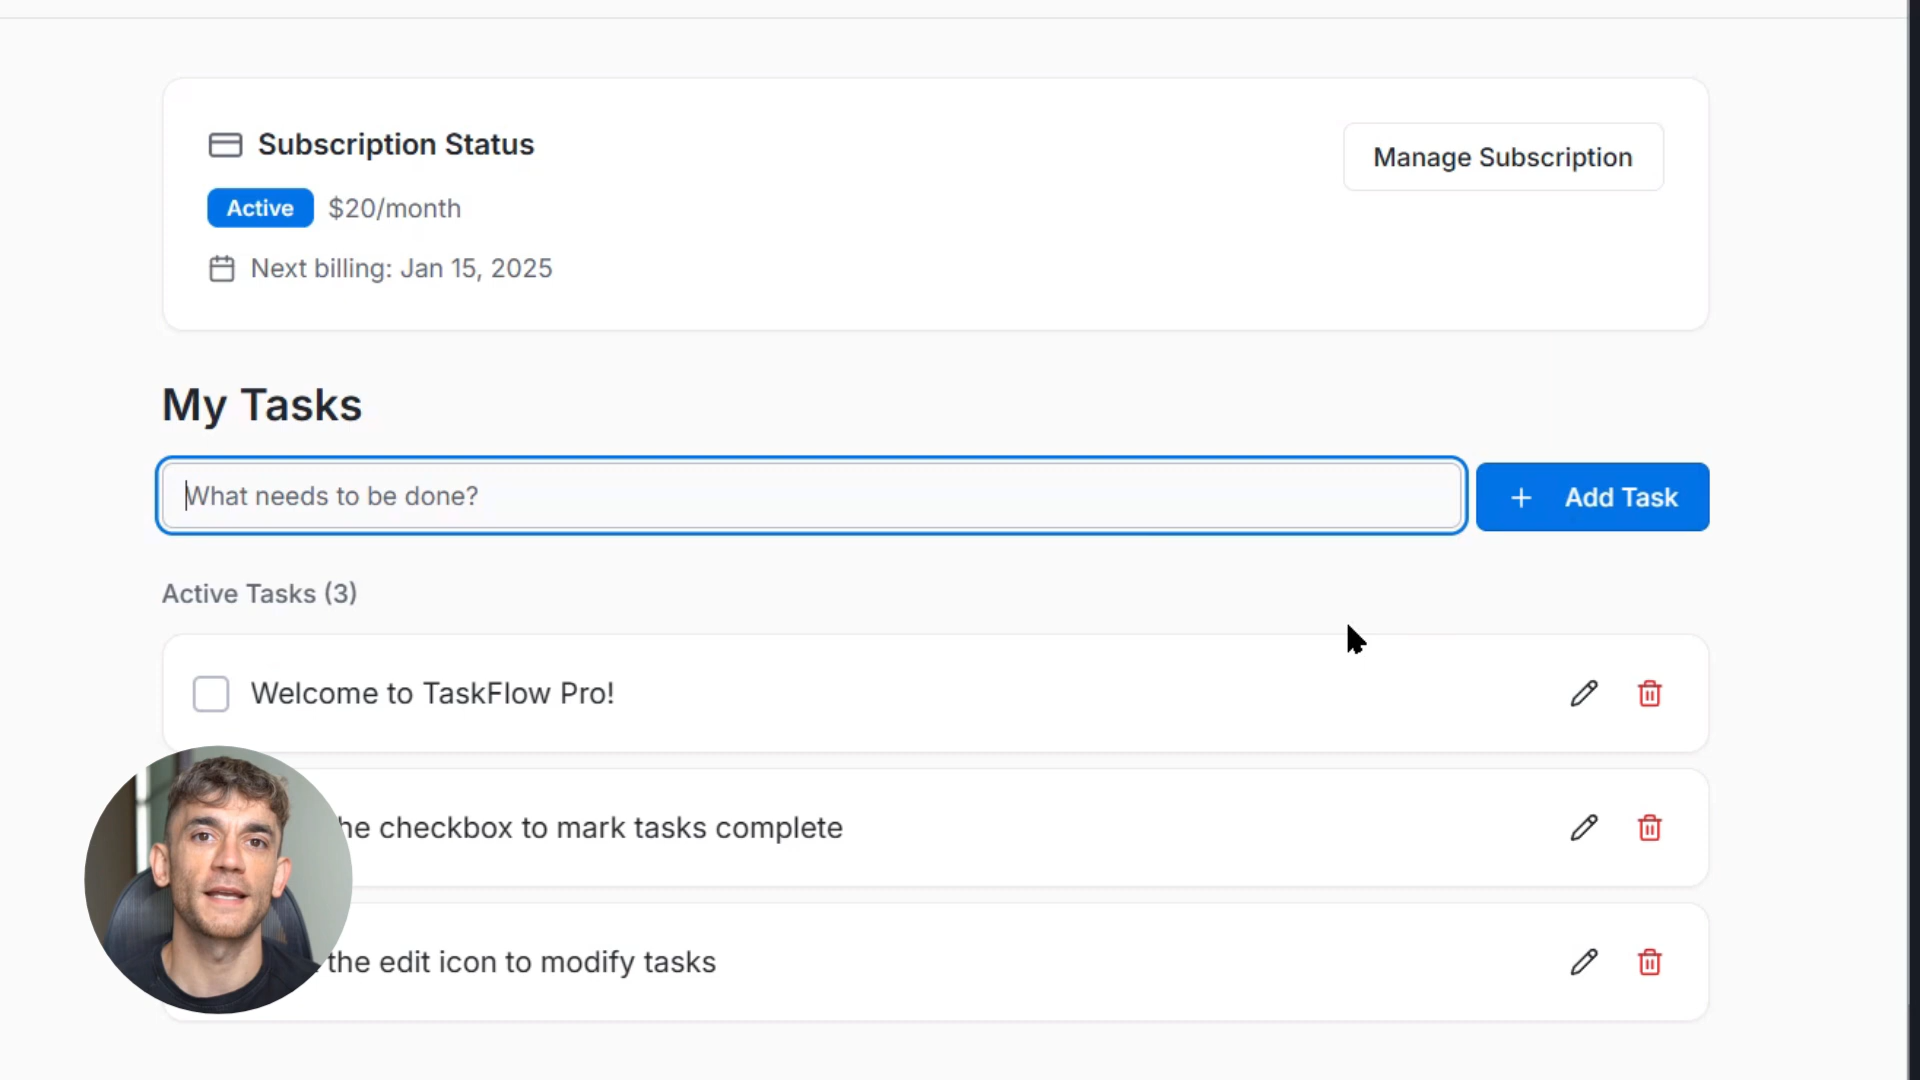 Subscription Status
Manage Subscription
Active $20/month
Next billing: Jan 15, 2025
My Tasks
What needs to be done?
+ Add Task
Active Tasks (3)
Welcome to TaskFlow Pro!
checkbox to mark tasks complete
the edit icon to modify tasks